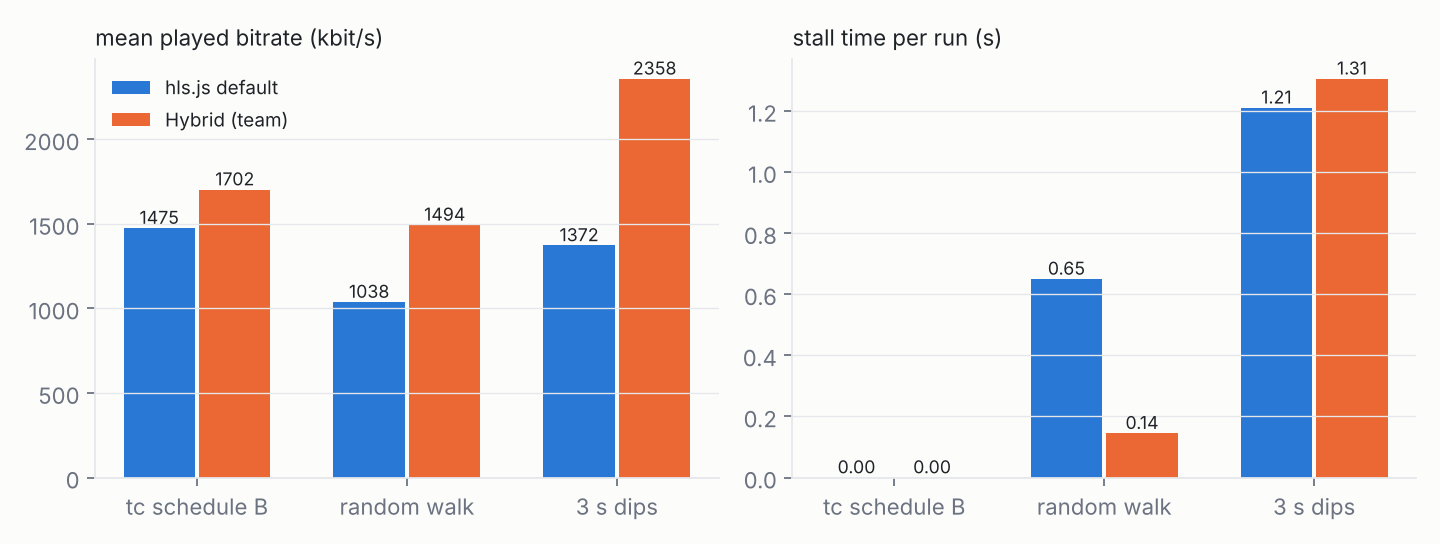 mean played bitrate (kbit/s)
hls.js default
Hybrid (team)
2000
1500
1000
500
0
1475
1702
1038
1494
1372
2358
tc schedule B
random walk
3 s dips
stall time per run (s)
1.2
1.0
0.8
0.6
0.4
0.2
0.0
0.00
0.00
0.65
0.14
1.21
1.31
tc schedule B
random walk
3 s dips